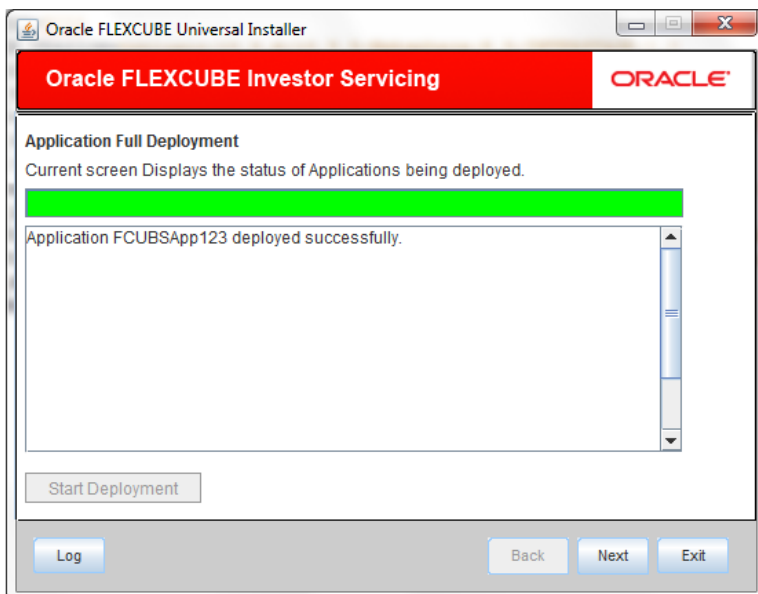 Oracle FLEXCUBE Universal Installer
Oracle FLEXCUBE Investor Servicing
ORACLE
Application Full Deployment
Current screen Displays the status of Applications being deployed.
Application FCUBSApp123 deployed successfully.
Start Deployment
Log
Back
Next
Exit